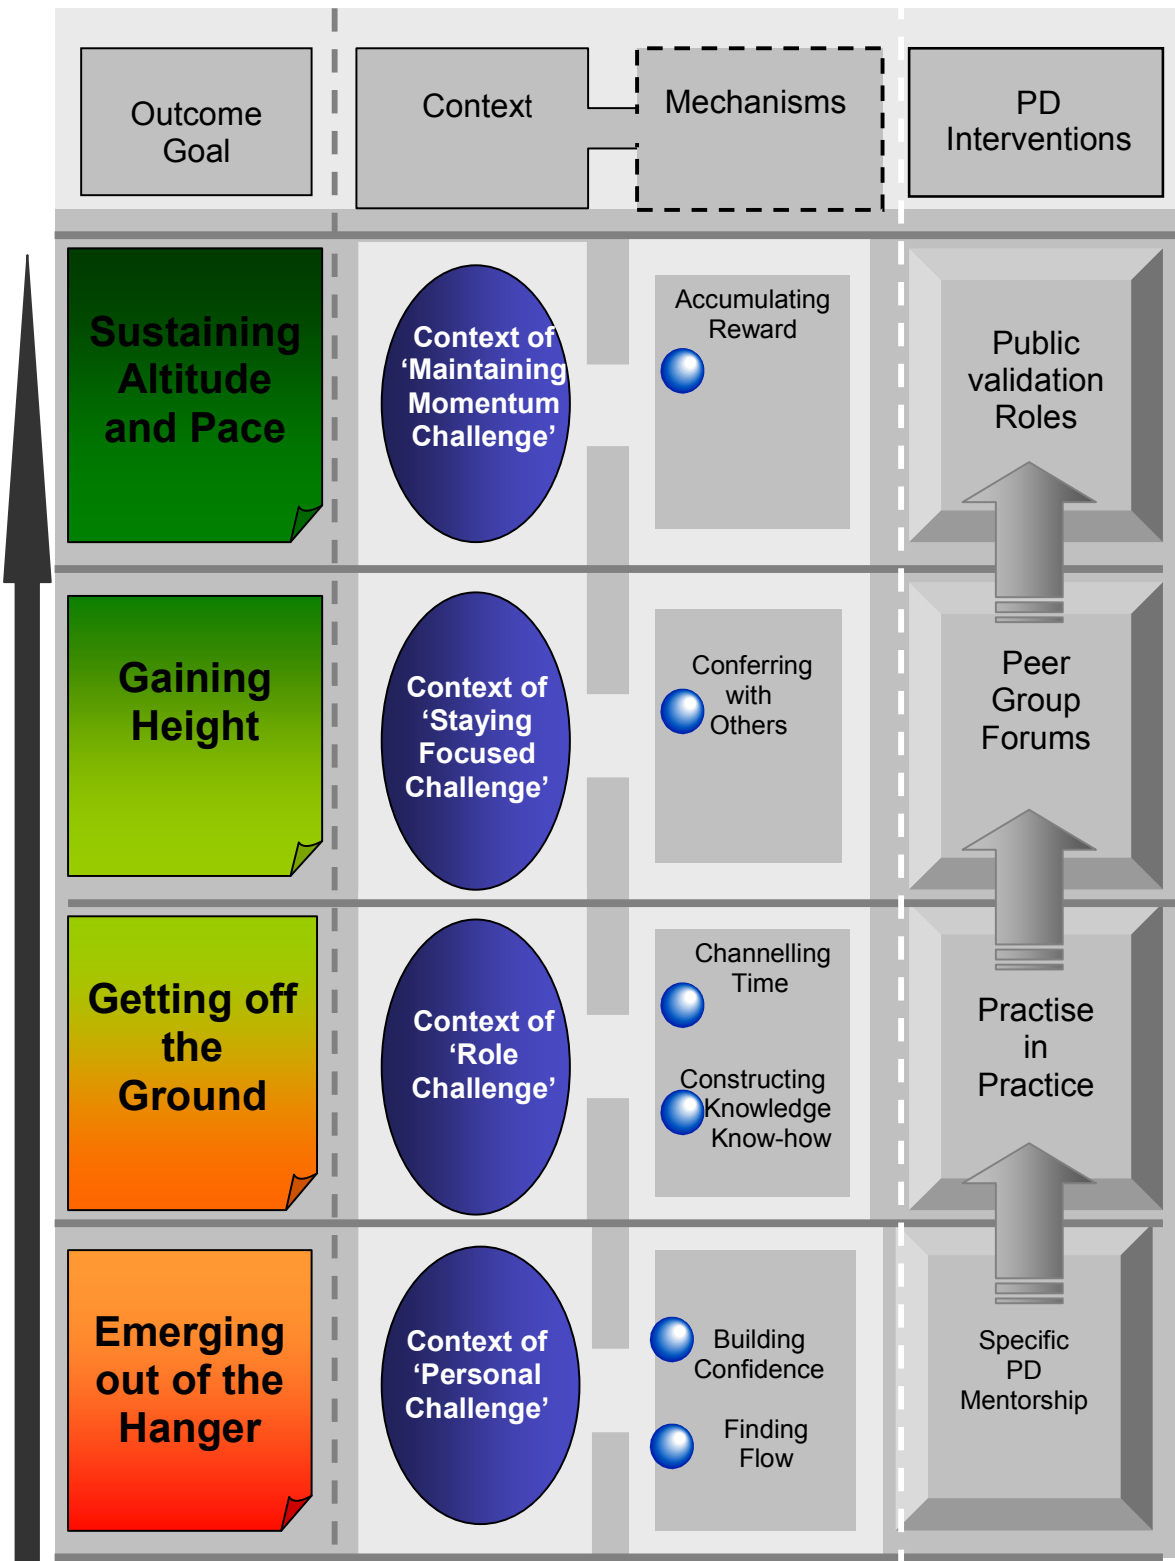 Outcome
Goal
Context
Mechanisms
PD
Interventions
Sustaining
Altitude
and Pace
Context of
‘Maintaining
Momentum
Challenge’
Accumulating
Reward
Public
validation
Roles
Gaining
Height
Context of
‘Staying
Focused
Challenge’
Conferring
with
Others
Peer
Group
Forums
Getting off
the
Ground
Context of
‘Role
Challenge’
Channelling
Time
Constructing
Knowledge
Know-how
Practise
in
Practice
Emerging
out of the
Hanger
Context of
‘Personal
Challenge’
Building
Confidence
Finding
Flow
Specific
PD
Mentorship